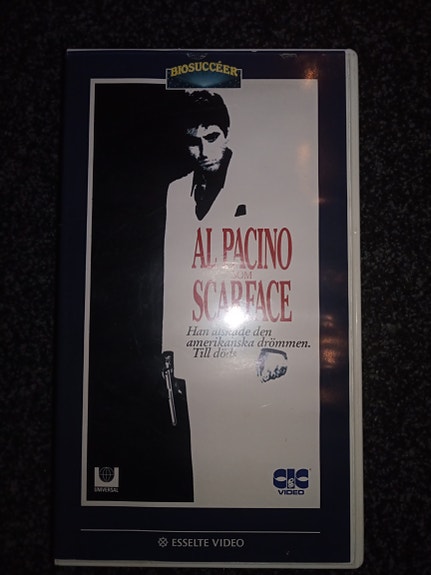 BIOSUCCÉER
AL PACINO
SOM
SCARFACE
Han älskade den
amerikanska drömmen.
Till döds
UNIVERSAL
CIC
VIDEO
ESSELTE VIDEO